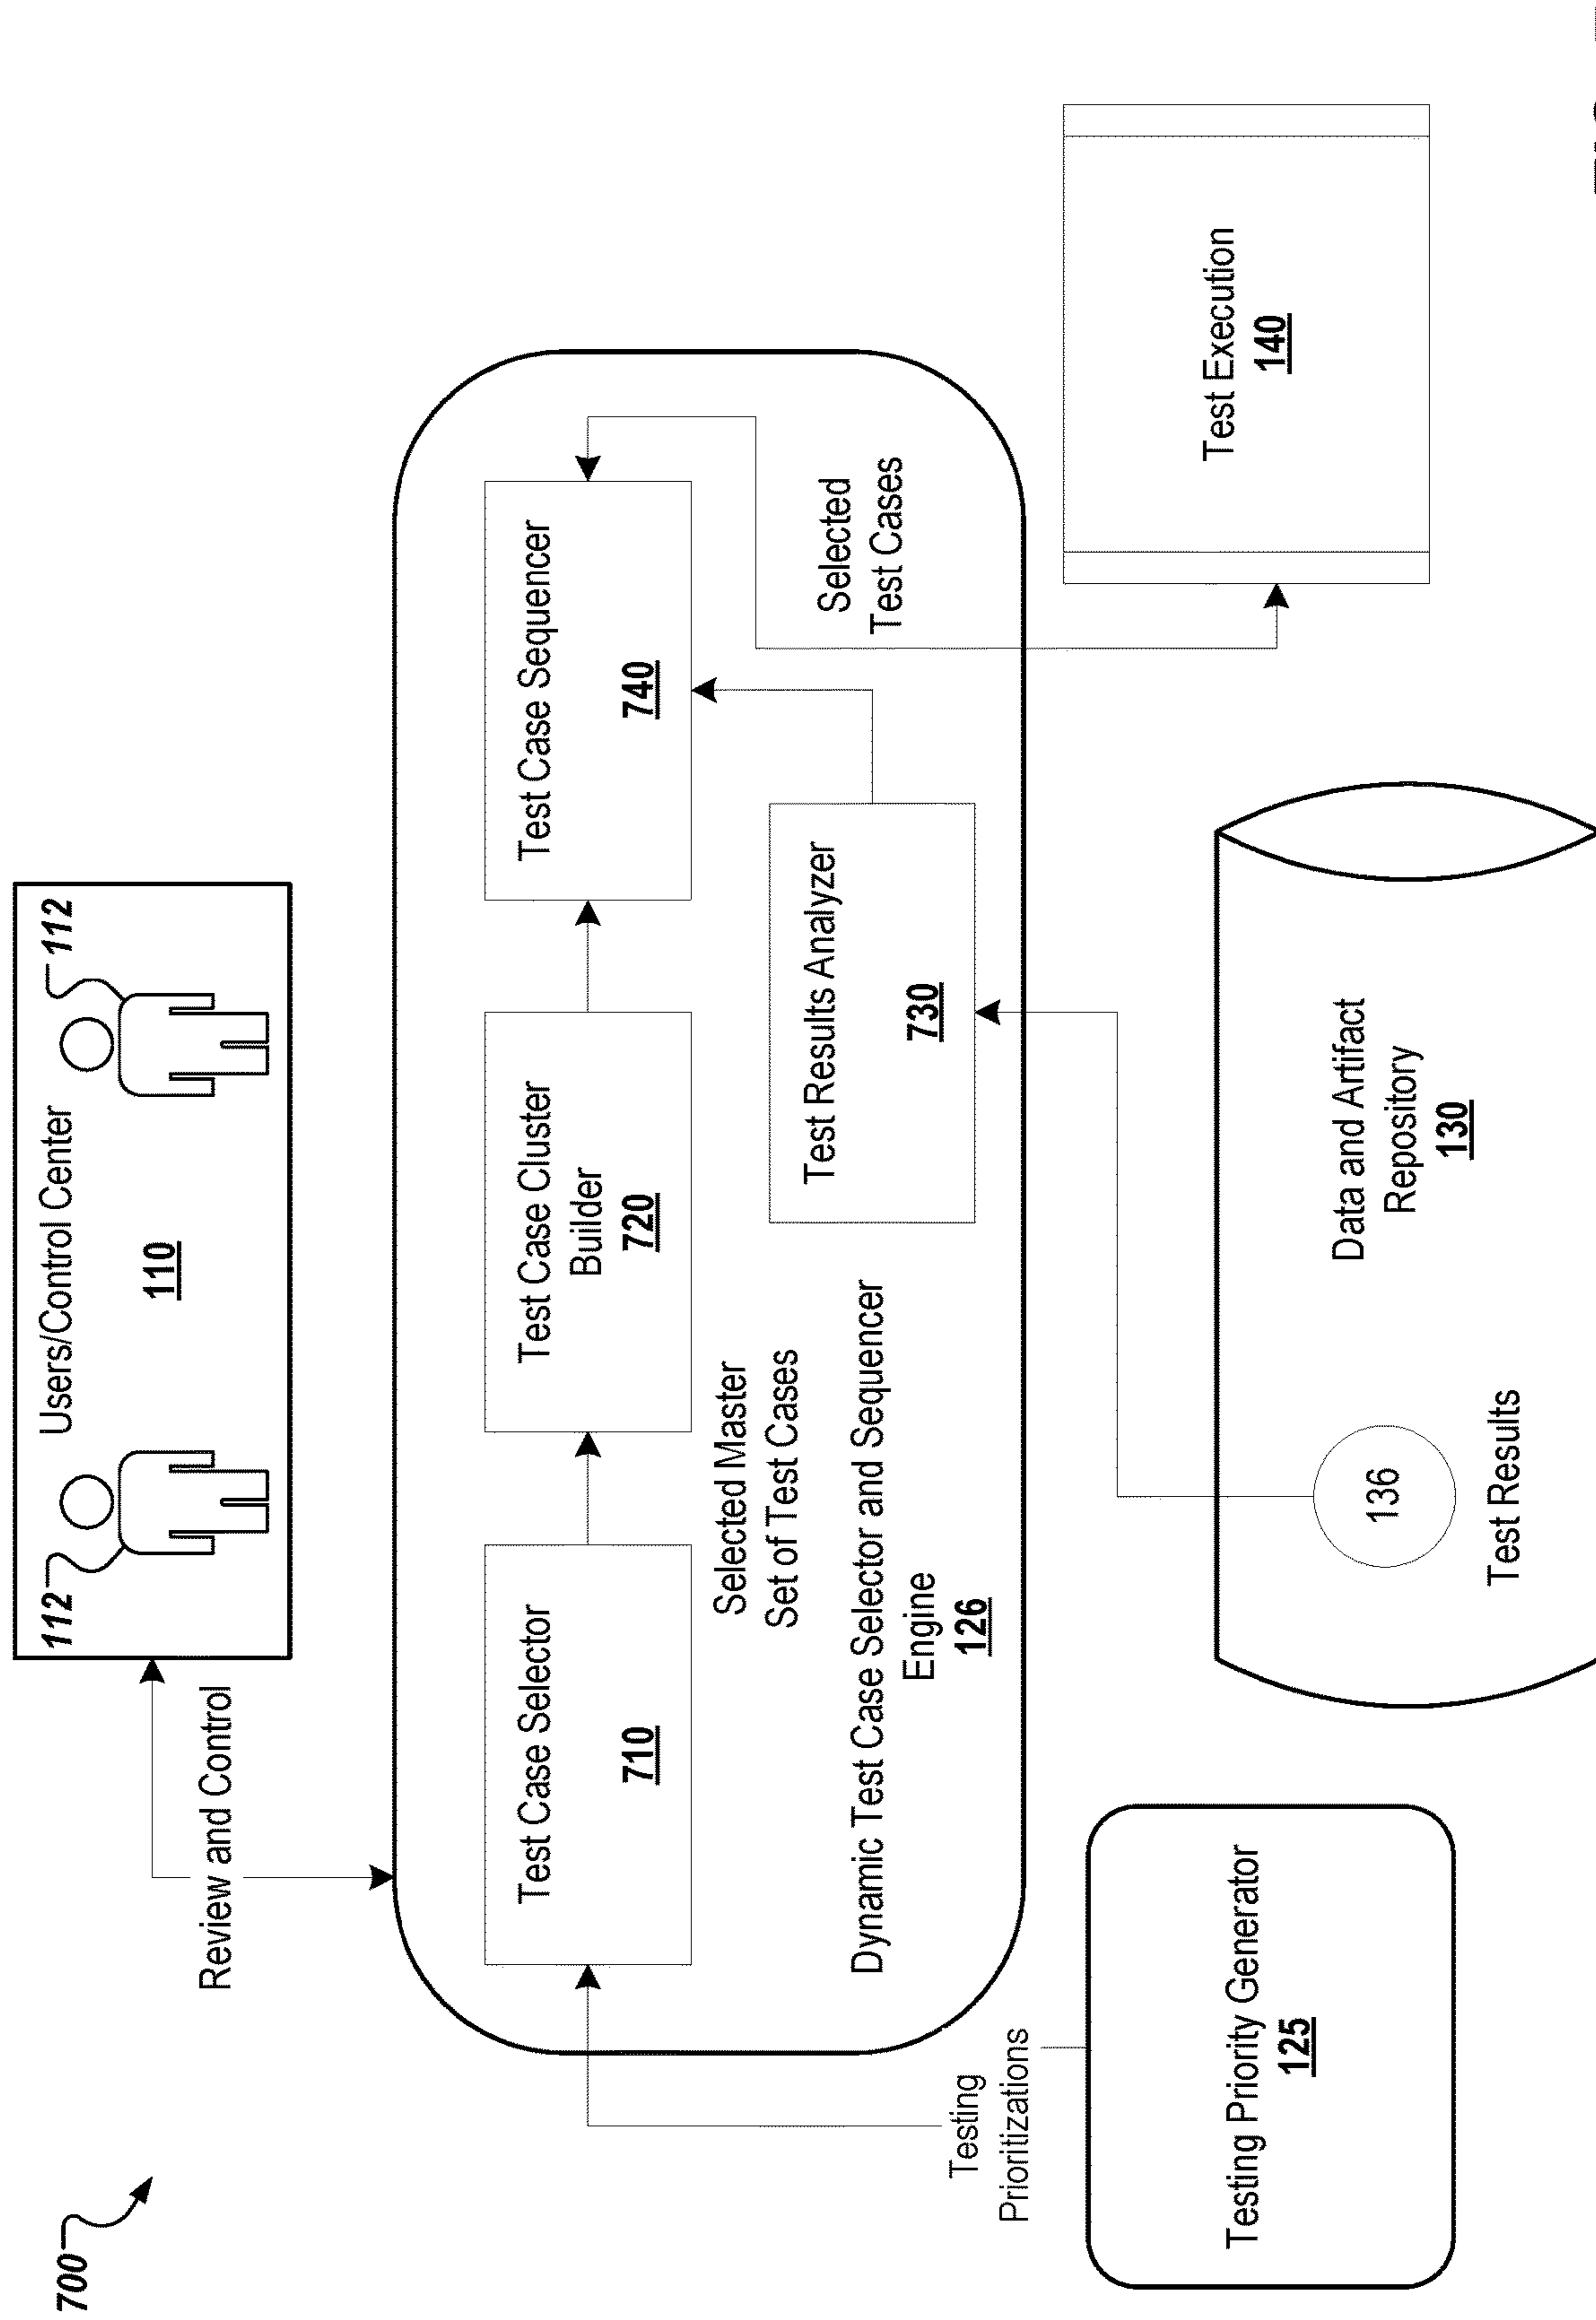 700
Users/Control Center
110
112
112
Review and Control
Test Case Selector
710
Test Case Cluster
Builder
720
Test Case Sequencer
740
Selected Master
Set of Test Cases
Test Results Analyzer
730
Selected
Test Cases
Dynamic Test Case Selector and Sequencer
Engine
126
Testing
Prioritizations
Testing Priority Generator
125
Data and Artifact
Repository
130
136
Test Results
Test Execution
140